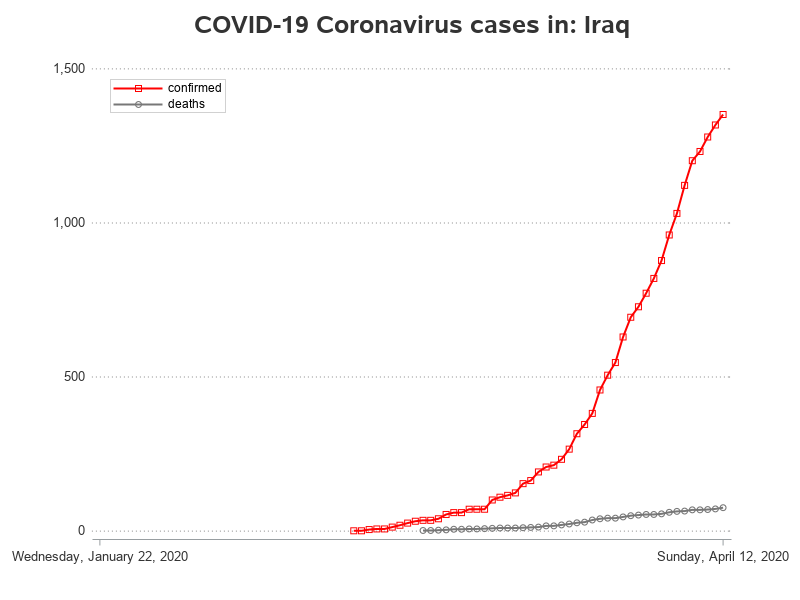 COVID-19 Coronavirus cases in: Iraq
1,500
confirmed
deaths
1,000
500
0
Wednesday, January 22, 2020
Sunday, April 12, 2020